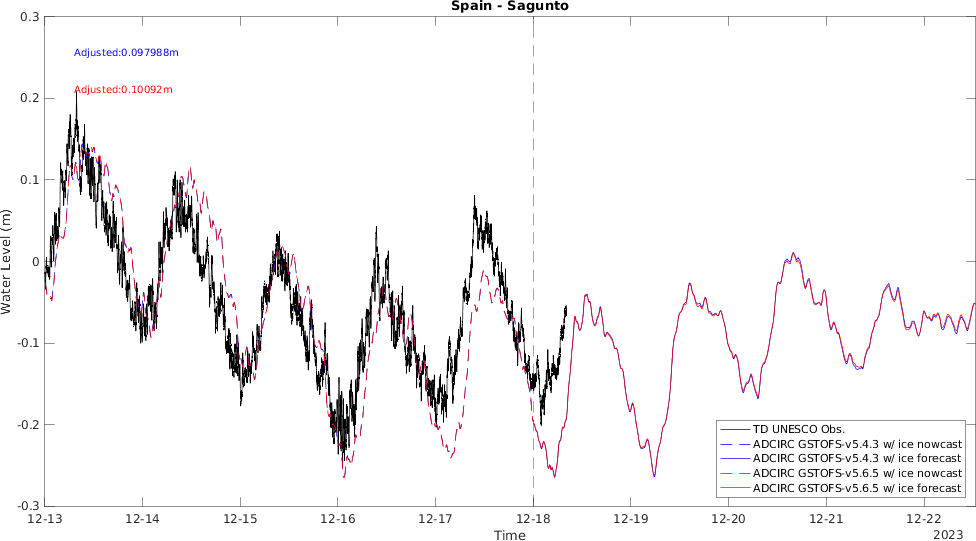 Spain - Sagunto
0.3
Adjusted:0.097988m
Adjusted:0.10092m
0.2
0.1
0
-0.1
-0.2
-0.3
Water Level (m)
TD UNESCO Obs.
ADCIRC GSTOFS-v5.4.3 w/ ice nowcast
ADCIRC GSTOFS-v5.4.3 w/ ice forecast
ADCIRC GSTOFS-v5.6.5 w/ ice nowcast
ADCIRC GSTOFS-v5.6.5 w/ ice forecast
12-13 12-14 12-15 12-16 12-17 12-18 12-19 12-20 12-21 12-22
Time
2023